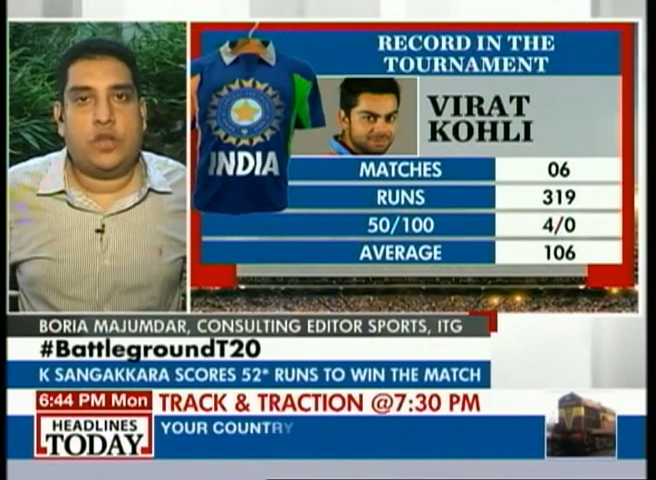 RECORD IN THE
TOURNAMENT
INDIA
VIRAT
KOHLI
MATCHES 06
RUNS 319
50/100 4/0
AVERAGE 106
BORIA MAJUMDAR, CONSULTING EDITOR SPORTS, ITG
#BattlegroundT20
K SANGAKKARA SCORES 52* RUNS TO WIN THE MATCH
6:44 PM Mon TRACK & TRACTION @7:30 PM
HEADLINES
TODAY
YOUR COUNTRY